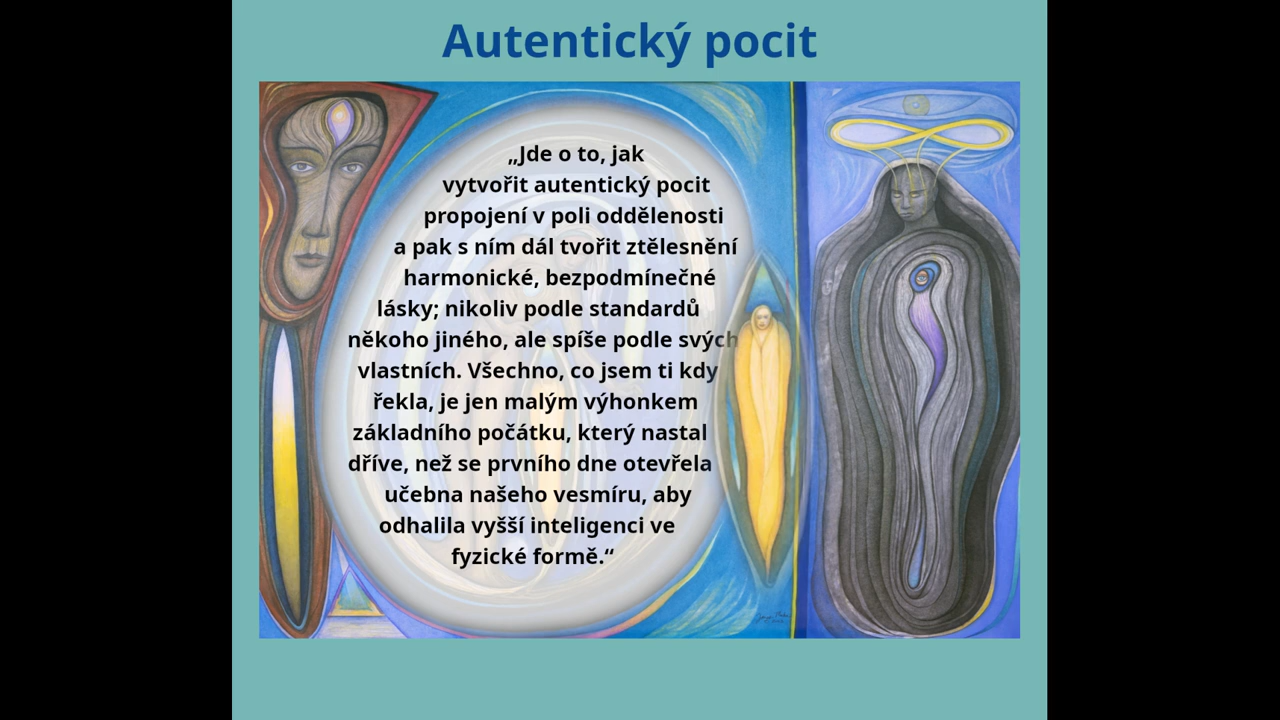 Autentický pocit
„Jde o to, jak
vytvořit autentický pocit
propojení v poli oddělenosti
a pak s ním dál tvořit ztělesnění
harmonické, bezpodmínečné
lásky; nikoliv podle standardů
někoho jiného, ale spíše podle svých
vlastních. Všechno, co jsem ti kdy
řekla, je jen malým výhonkem
základního počátku, který nastal
dříve, než se prvního dne otevřela
učebna našeho vesmíru, aby
odhalila vyšší inteligenci ve
fyzické formě.“